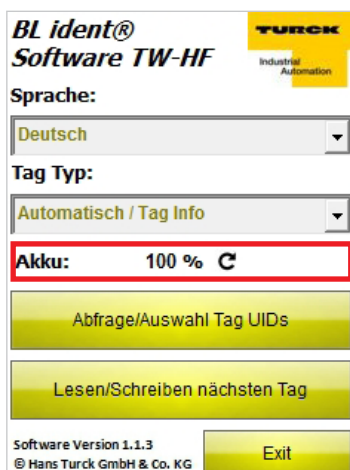 BL ident®
Software TW-HF
TURCK
Industrial
Automation
Sprache:
Deutsch
Tag Typ:
Automatisch / Tag Info
Akku: 100 %
Abfrage/Auswahl Tag UIDs
Lesen/Schreiben nächsten Tag
Software Version 1.1.3
© Hans Turck GmbH & Co. KG
Exit